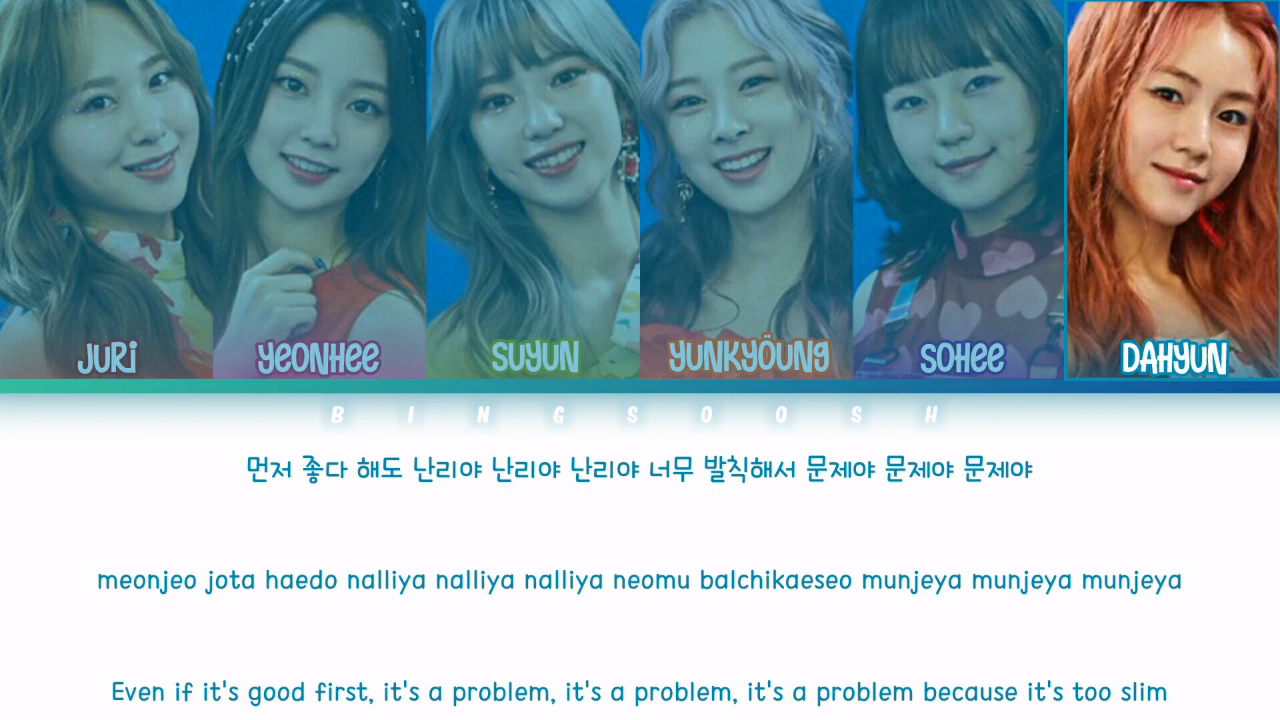 JURi
YEONHEE
SUYUN
YUNKYÖUNG
SOHEE
DAHYUN
BINGSOOSH
먼저 좋다 해도 난리야 난리야 난리야 너무 발칙해서 문제야 문제야 문제야
meonjeo jota haedo nalliya nalliya nalliya neomu balchikaeseo munjeya munjeya munjeya
Even if it's good first, it's a problem, it's a problem, it's a problem because it's too slim